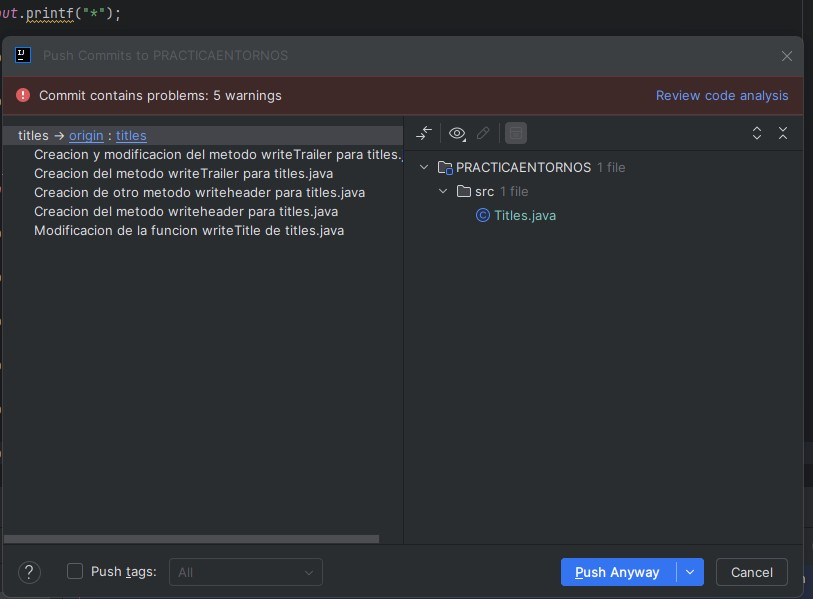 out.printf("*");
Push Commits to PRACTICAENTORNOS
Commit contains problems: 5 warnings
Review code analysis
titles → origin : titles
Creacion y modificacion del metodo writeTrailer para titles.
Creacion del metodo writeTrailer para titles.java
Creacion de otro metodo writeheader para titles.java
Creacion del metodo writeheader para titles.java
Modificacion de la funcion writeTitle de titles.java
PRACTICAENTORNOS 1 file
src 1 file
Titles.java
? Push tags: All
Push Anyway
Cancel